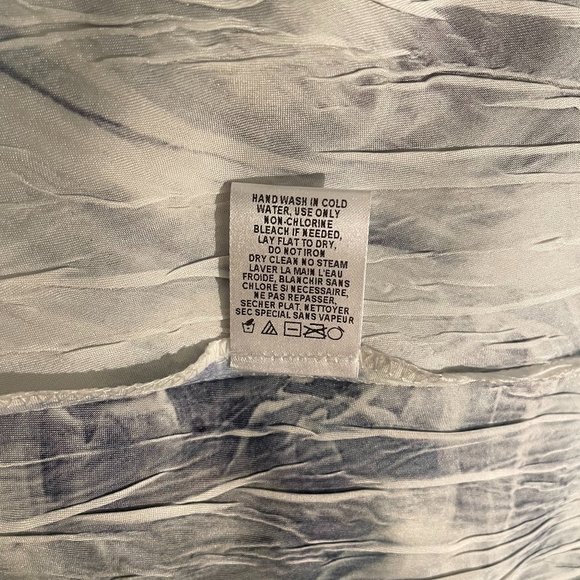 HAND WASH IN COLD
WATER, USE ONLY
NON-CHLORINE
BLEACH IF NEEDED,
LAY FLAT TO DRY.
DO NOT IRON
DRY CLEAN NO STEAM
LAVER LA MAIN L'EAU
FROIDE, BLANCHIR SANS
CHLORE SI NECESSAIRE,
NE PAS REPASSER,
SECHER PLAT. NETTOYER
SEC SPECIAL SANS VAPEUR